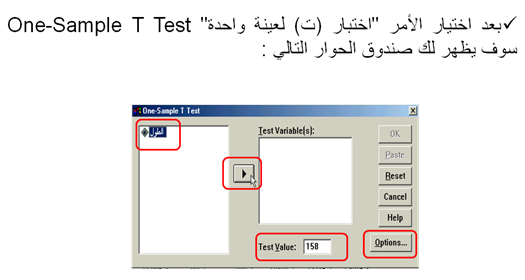 ✓بعد اختيار الأمر "اختبار (ت) لعينة واحدة" One-Sample T Test
سوف يظهر لك صندوق الحوار التالي :
One-Sample T Test
الطول
Test Variable(s):
OK
Paste
Reset
Cancel
Help
Test Value: 158
Options...